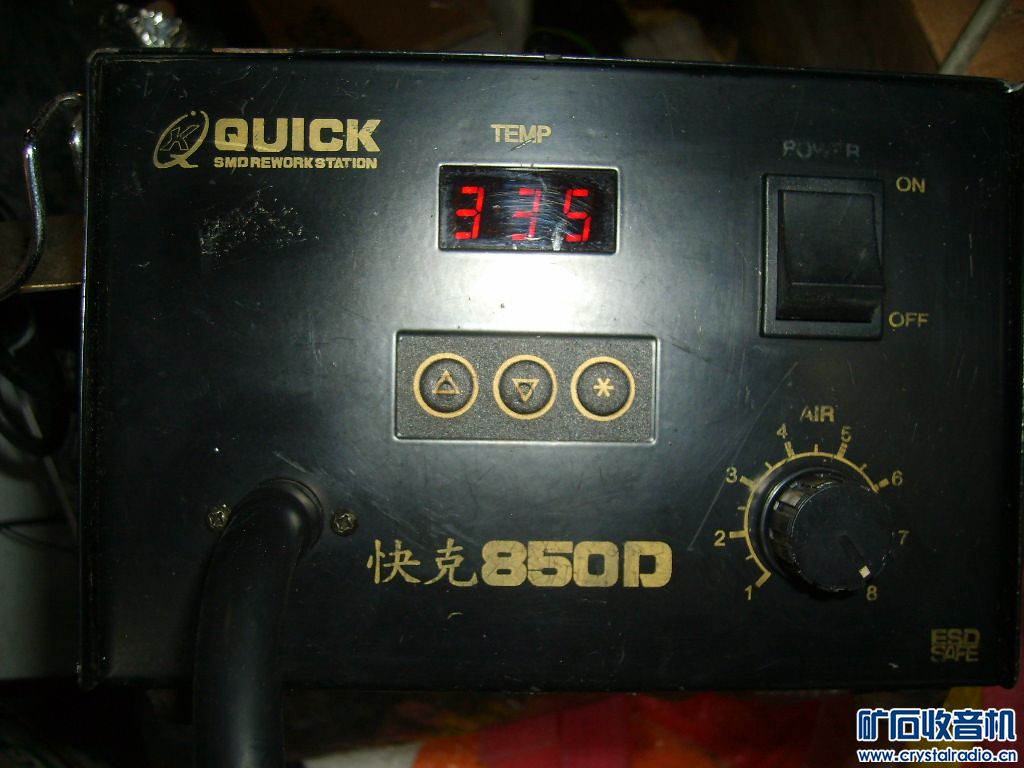 QUICK
SMD REWORK STATION
TEMP
335
POWER
ON
OFF
AIR
1 2 3 4 5 6 7 8
快克850D
ESD
SAFE
矿石收音机
www.crystalradio.cn